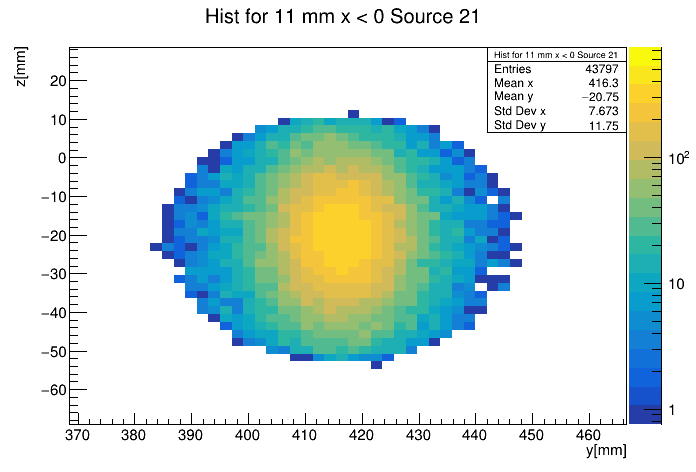 Hist for 11 mm x < 0 Source 21
z[mm]
Hist for 11 mm x < 0 Source 21
Entries 43797
Mean x 416.3
Mean y −20.75
Std Dev x 7.673
Std Dev y 11.75
20
10
0
−10
−20
−30
−40
−50
−60
10²
10
1
370 380 390 400 410 420 430 440 450 460
y[mm]